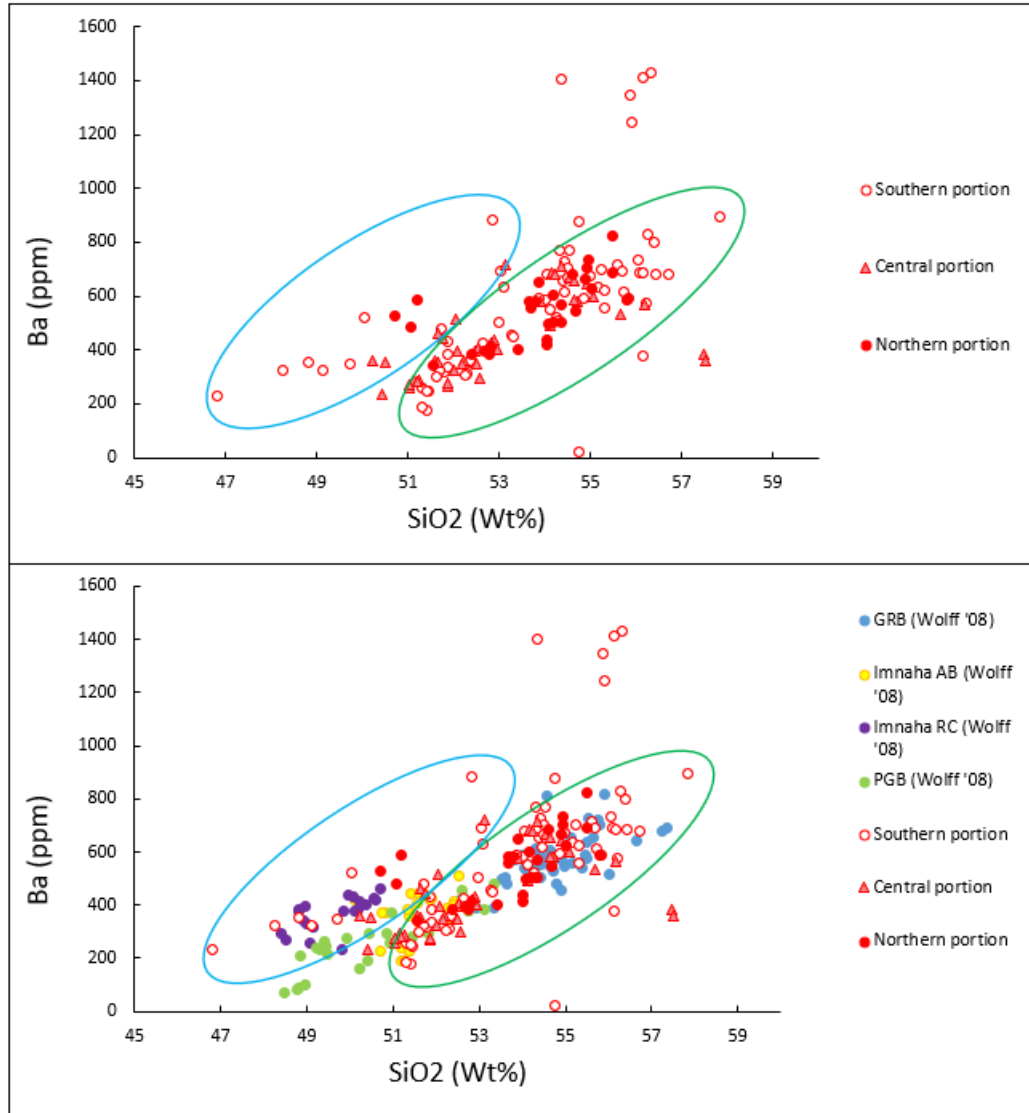 1600
1400
1200
1000
800
600
400
200
0
Ba (ppm)
45 47 49 51 53 55 57 59
SiO2 (Wt%)
Southern portion
Central portion
Northern portion
1600
1400
1200
1000
800
600
400
200
0
Ba (ppm)
45 47 49 51 53 55 57 59
SiO2 (Wt%)
GRB (Wolff '08)
Imnaha AB (Wolff
'08)
Imnaha RC (Wolff
'08)
PGB (Wolff '08)
Southern portion
Central portion
Northern portion